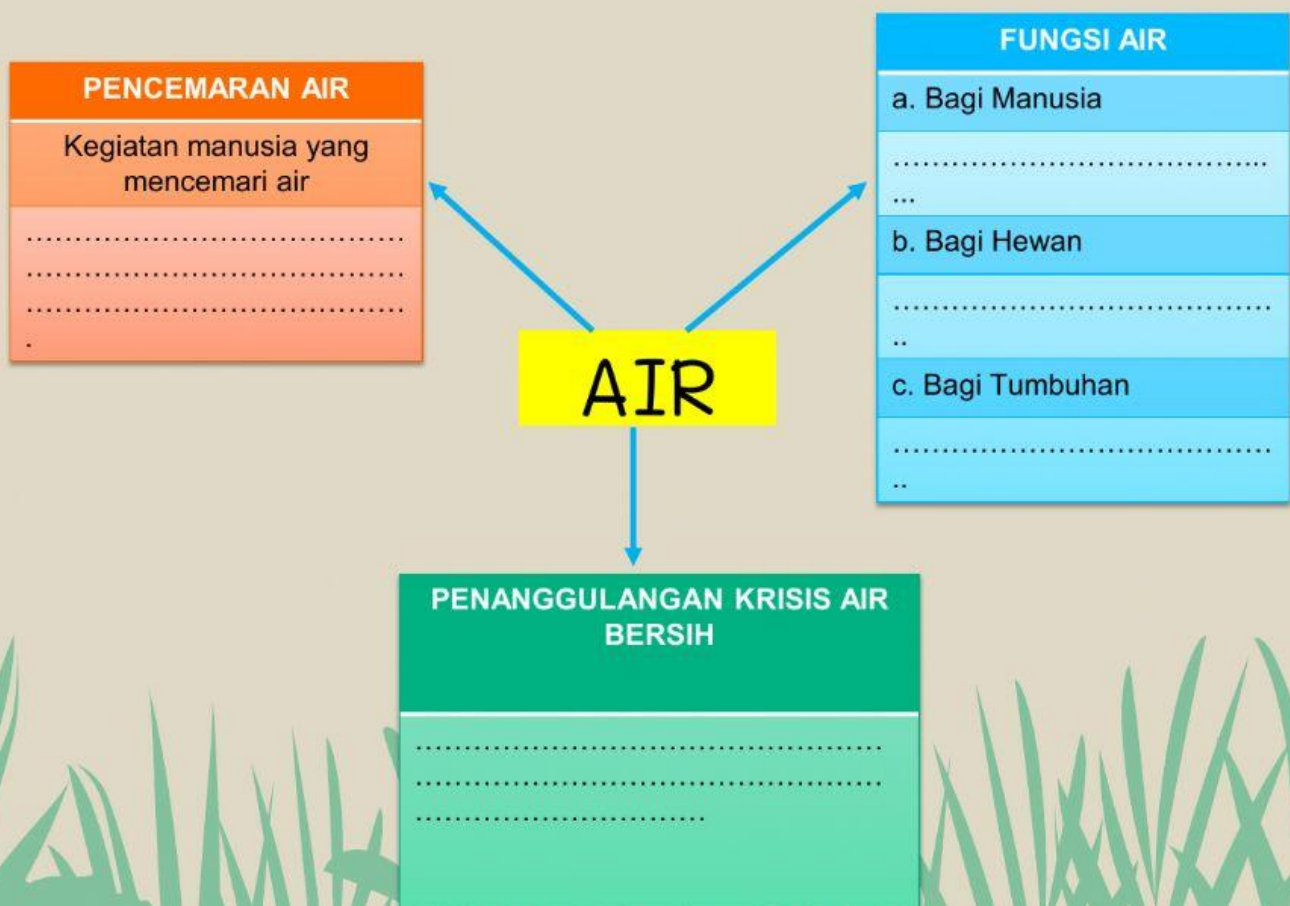 PENCEMARAN AIR
Kegiatan manusia yang
mencemari air
.......................................
.......................................
.......................................
.
FUNGSI AIR
a. Bagi Manusia
.......................................
...
b. Bagi Hewan
.......................................
..
c. Bagi Tumbuhan
.......................................
..
AIR
PENANGGULANGAN KRISIS AIR
BERSIH
................................................
................................................
..............................